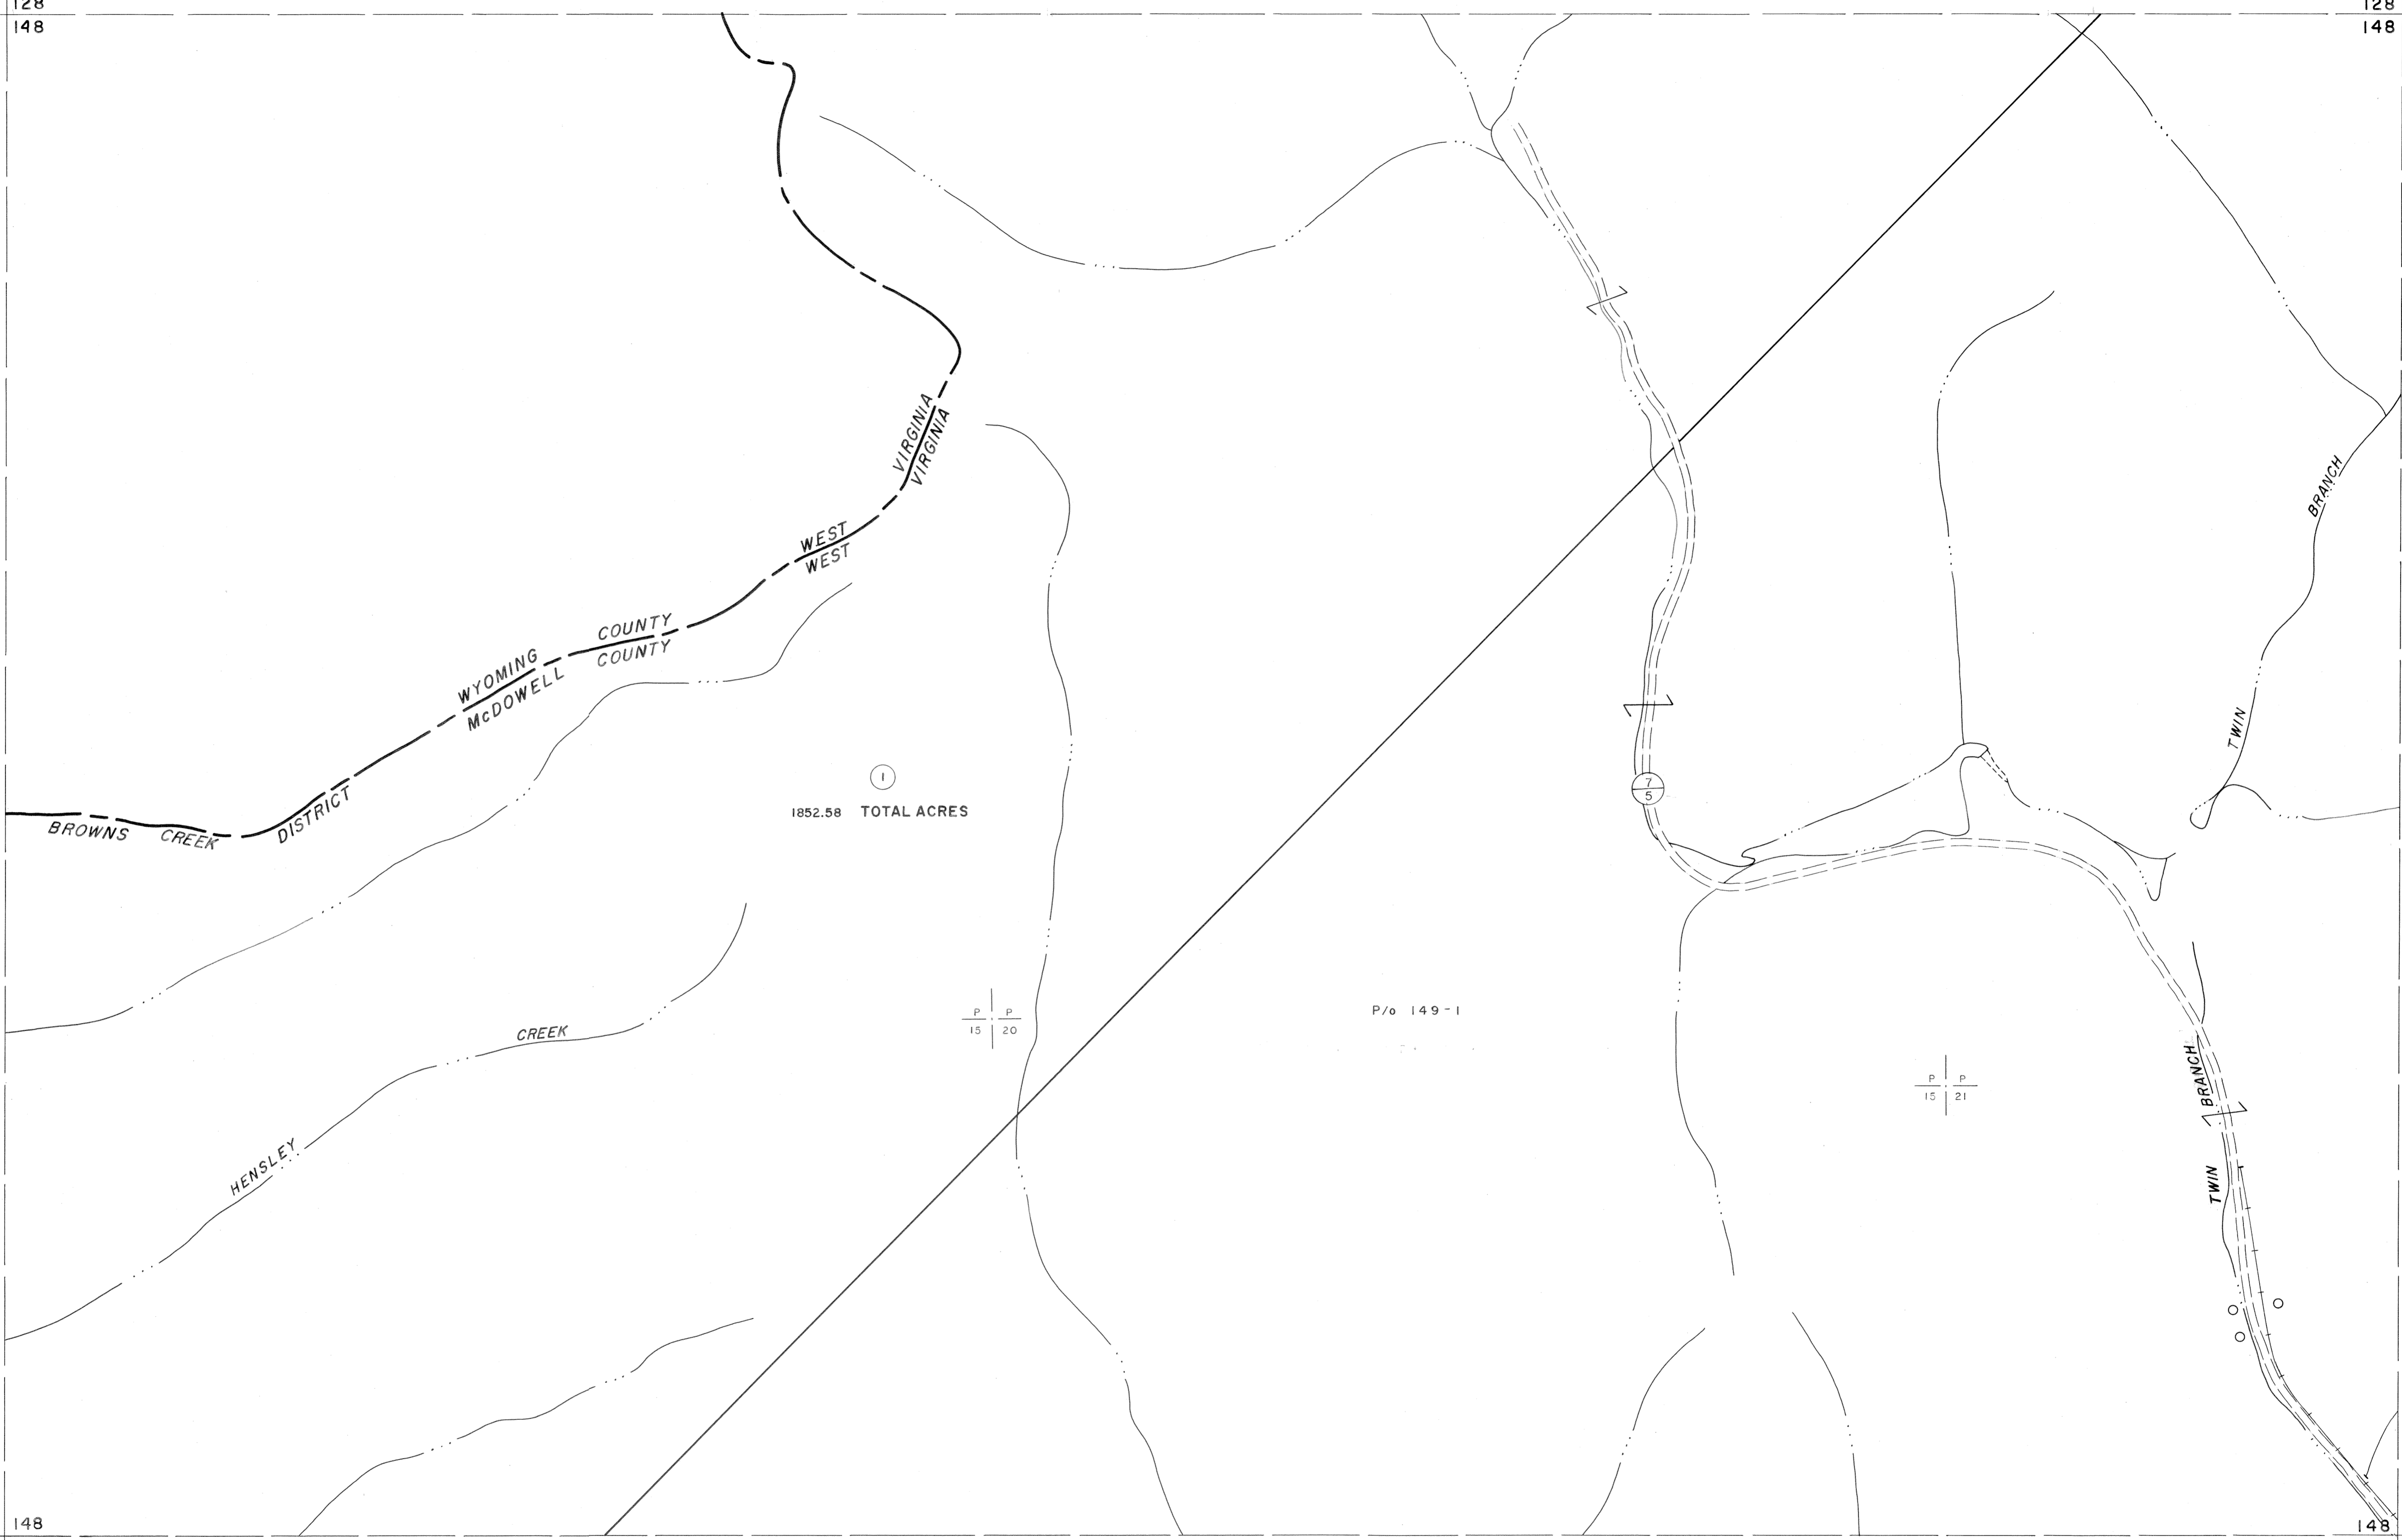 128 128
148 148
VIRGINIA
VIRGINIA
WEST
WEST
COUNTY
COUNTY
WYOMING
McDOWELL
DISTRICT
BROWNS CREEK
1
1852.58 TOTAL ACRES
BRANCH
TWIN
7
5
P P
15 20
P/o 149-1
CREEK
HENSLEY
P P
15 21
BRANCH
TWIN
148 148